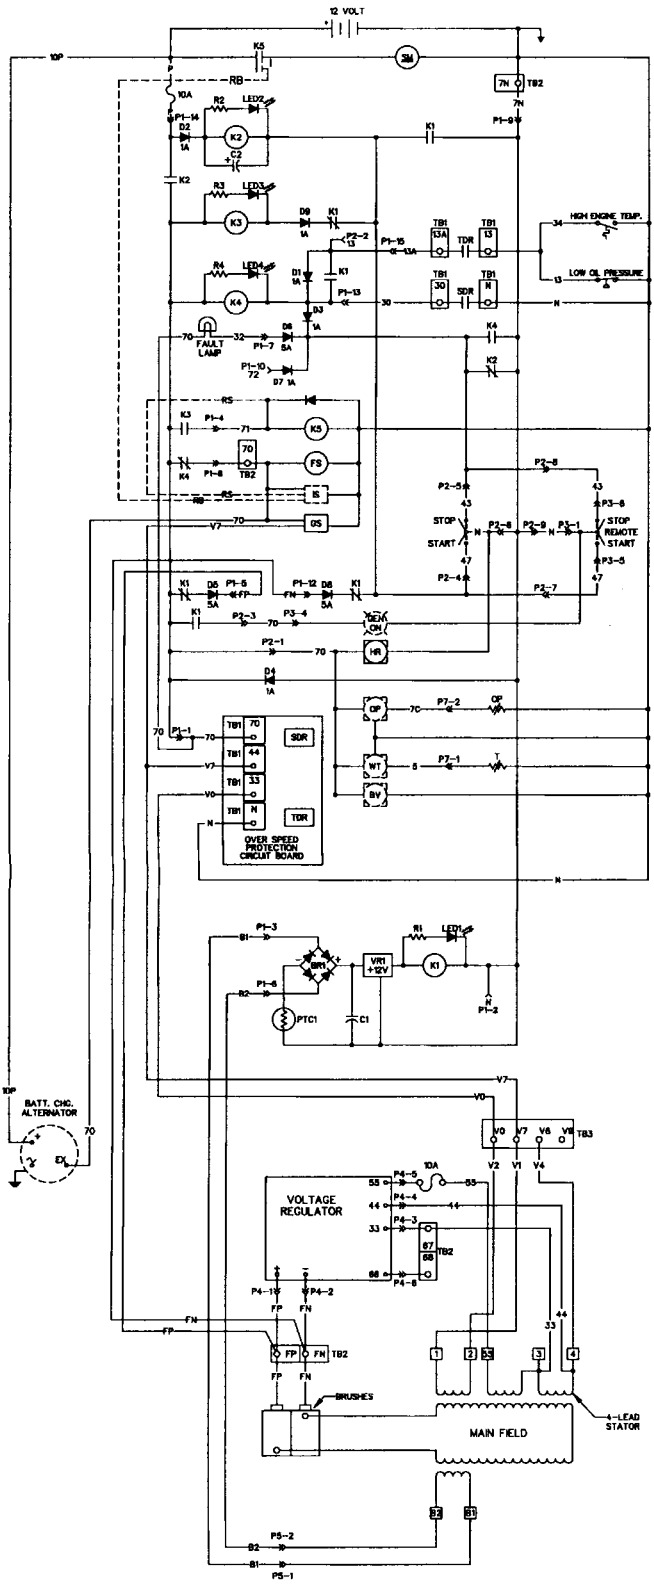 12 VOLT
10P
P
K5
SM
RB
10A
7N
TB2
7N
P
P1-14
R2
LED2
P1-9
D2
K2
K1
1A
C2
+
K2
R3
LED3
K3
D9
1A
K1
P2-2
13
P1-15
13A
TB1
13A
TDR
TB1
13
34
HIGH ENGINE TEMP.
R4
LED4
D1
1A
K1
K4
P1-13
30
TB1
30
SDR
TB1
N
13
LOW OIL PRESSURE
N
D3
1A
70
FAULT
LAMP
32
P1-7
D8
5A
K4
P1-10
72
D7 1A
K2
RS
K3
P1-4
71
K5
K4
P1-8
70
TB2
FS
RS
RB
IS
70
V7
GS
P2-8
P2-5
43
43
P3-8
STOP
START
N
P2-6
P2-9
N
P3-1
STOP
REMOTE
START
47
P2-4
P2-7
47
P3-5
K1
D5
5A
P1-5
FP
P1-12
FN
D6
5A
K1
K1
P2-3
P3-4
70
GEN
ON
P2-1
70
HR
D4
1A
OP
7C
P7-2
OP
70
P1-1
70
TB1
70
SDR
V7
TB1
44
V0
TB1
33
N
TB1
N
TDR
OVER SPEED
PROTECTION
CIRCUIT BOARD
WT
5
P7-1
T
BV
N
P1-3
B1
R1
LED1
BR1
-
+
VR1
+12V
K1
P1-6
B2
PTC1
C1
N
P1-2
V7
V0
10P
BATT. CHG.
ALTERNATOR
+
EX
70
V0
V7
V6
V9
TB3
V2
V1
V4
VOLTAGE
REGULATOR
55
P4-5
10A
55
44
P4-4
44
33
P4-3
67
68
TB2
66
P4-6
+
-
P4-1
P4-2
FP
FN
FN
FP
FP
FN
TB2
FP
FN
33
44
1
2
55
3
4
BRUSHES
4-LEAD
STATOR
MAIN FIELD
B2
B1
P5-2
B2
B1
P5-1